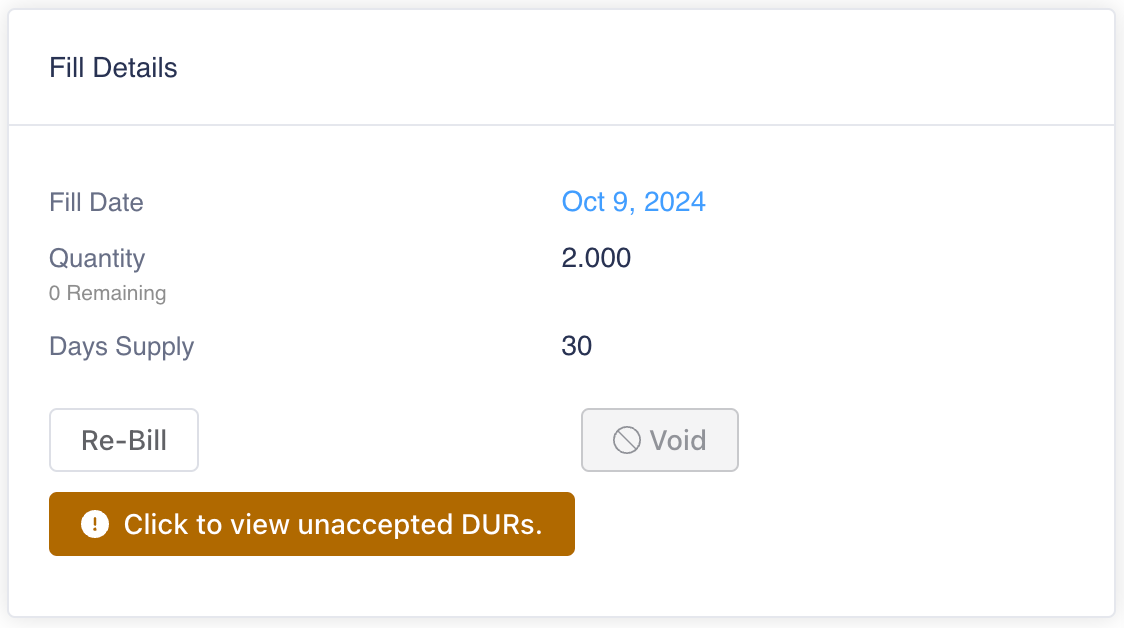 Fill Details
Fill Date Oct 9, 2024
Quantity 2.000
0 Remaining
Days Supply 30
Re-Bill Void
Click to view unaccepted DURs.